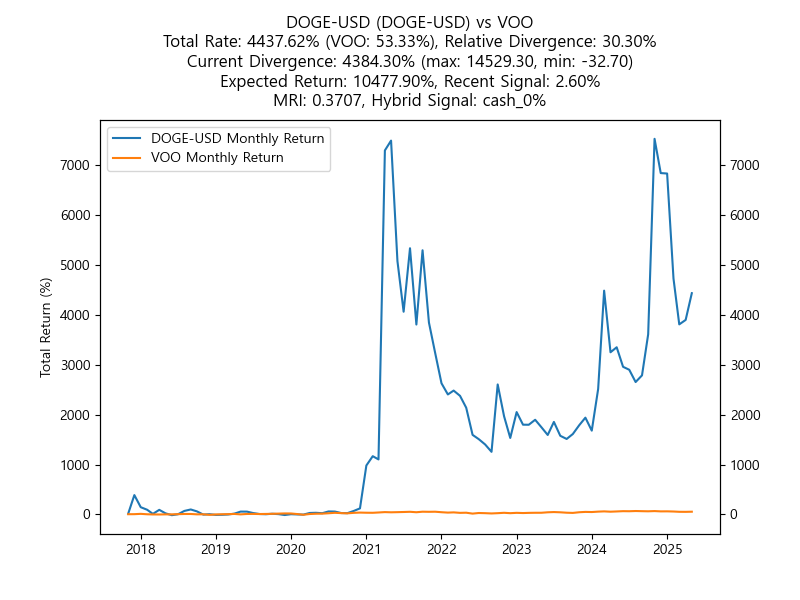 DOGE-USD (DOGE-USD) vs VOO
Total Rate: 4437.62% (VOO: 53.33%), Relative Divergence: 30.30%
Current Divergence: 4384.30% (max: 14529.30, min: -32.70)
Expected Return: 10477.90%, Recent Signal: 2.60%
MRI: 0.3707, Hybrid Signal: cash_0%
DOGE-USD Monthly Return
VOO Monthly Return
Total Return (%)
7000
6000
5000
4000
3000
2000
1000
0
7000
6000
5000
4000
3000
2000
1000
0
2018 2019 2020 2021 2022 2023 2024 2025